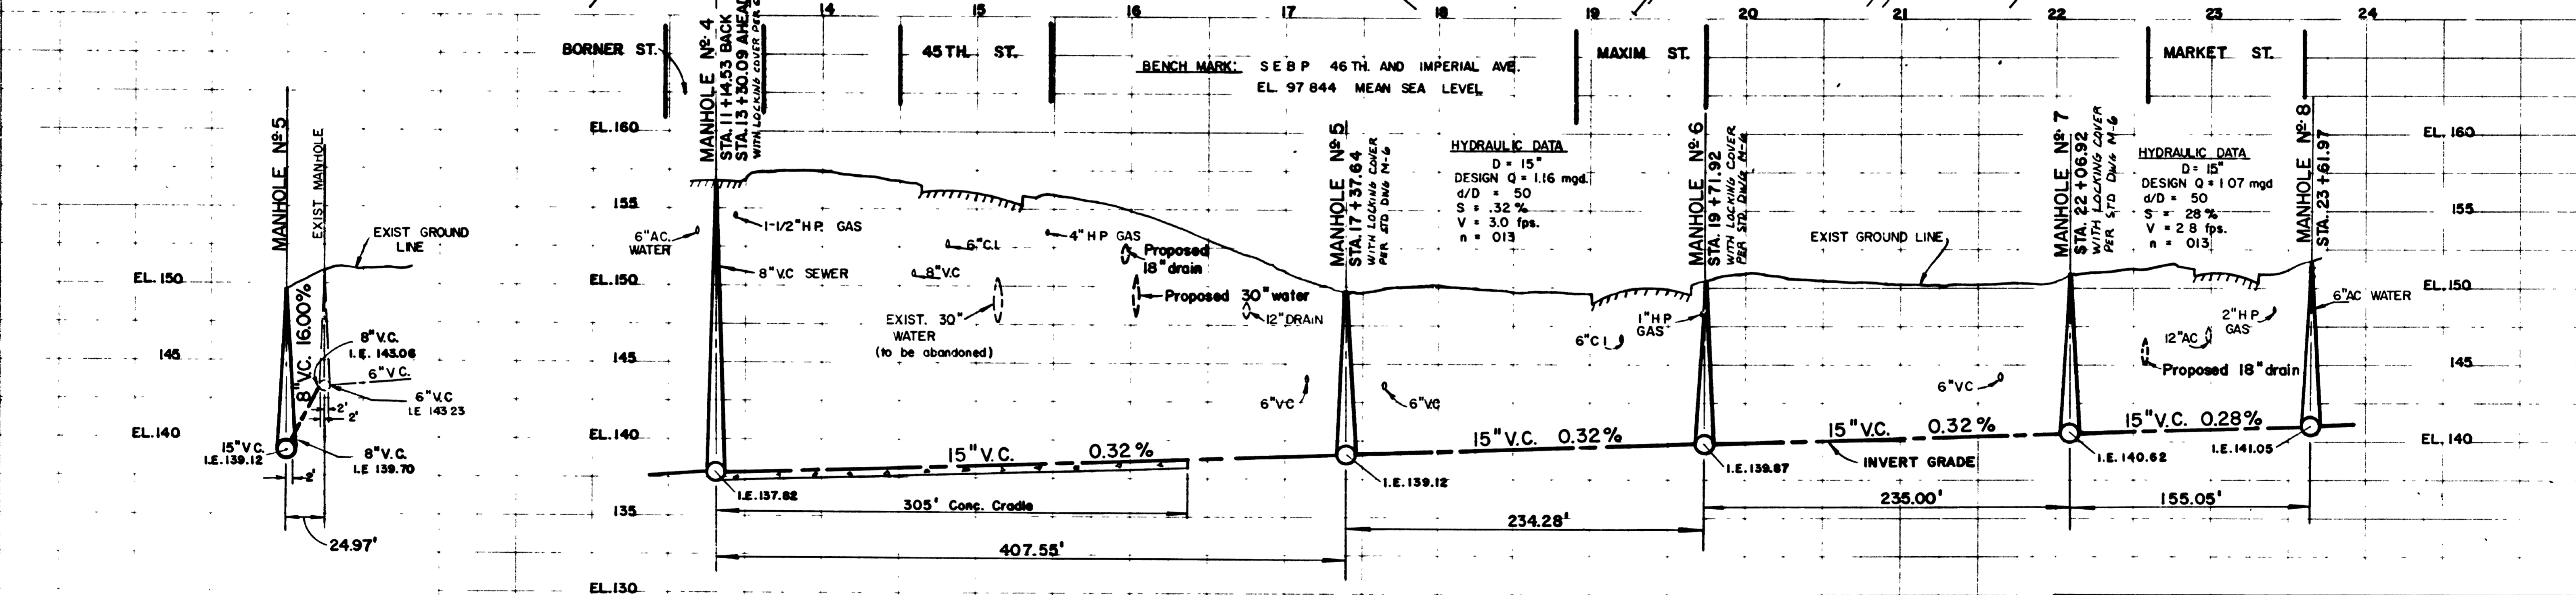 14
15
16
17
18
19
20
21
22
23
24
BORNER ST.
MANHOLE Nº 4
STA. 11+14.53 BACK
STA. 13+30.09 AHEAD
WITH LOCKING COVER PER
45TH. ST.
BENCH MARK: SEBP 46TH. AND IMPERIAL AVE.
EL. 97 844 MEAN SEA LEVEL
MAXIM ST.
MARKET ST.
MANHOLE Nº 5
EXIST MANHOLE
EXIST GROUND
LINE
EL. 150
145
EL. 140
8" V.C. 16.00%
8" V.C.
I.E. 143.06
6" V C.
6" V.C
I.E 143 23
2'
2'
15" V.C.
I.E. 139.12
8" V.C.
I.E 139.70
2'
24.97'
EL. 160
155
EL. 150
145
EL. 140
135
EL. 130
6" AC.
WATER
1-1/2" H.P. GAS
8" V.C SEWER
6" C.I.
8" V.C
4" H P GAS
Proposed
18" drain
Proposed 30" water
EXIST. 30"
WATER
(to be abandoned)
12" DRAIN
MANHOLE Nº 5
STA. 17+37.64
WITH LOCKING COVER
PER STD DWG M-6
HYDRAULIC DATA
D = 15"
DESIGN Q = 1.16 mgd.
d/D = 50
S = .32 %
V = 3.0 fps.
n = 013
MANHOLE Nº 6
STA. 19+71.92
WITH LOCKING COVER
PER STD. DWG M-6
EXIST GROUND LINE
MANHOLE Nº 7
STA. 22+06.92
WITH LOCKING COVER
PER STD DWG M-6
HYDRAULIC DATA
D = 15"
DESIGN Q = 1 07 mgd
d/D = 50
S = 28 %
V = 2 8 fps.
n = 013
MANHOLE Nº 8
STA. 23+61.97
EL. 160
155
EL. 150
145
EL. 140
6" C I
1" H P
GAS
6" V C
6" V.C
6" V C
12" AC
2" H P
GAS
6" AC WATER
Proposed 18" drain
15" V.C. 0.32%
15" V.C. 0.32%
15" V.C. 0.32%
15" V.C. 0.28%
INVERT GRADE
I.E. 137.82
I.E. 139.12
I.E. 139.87
I.E. 140.62
I.E. 141.05
305' Conc. Cradle
407.55'
234.28'
235.00'
155.05'